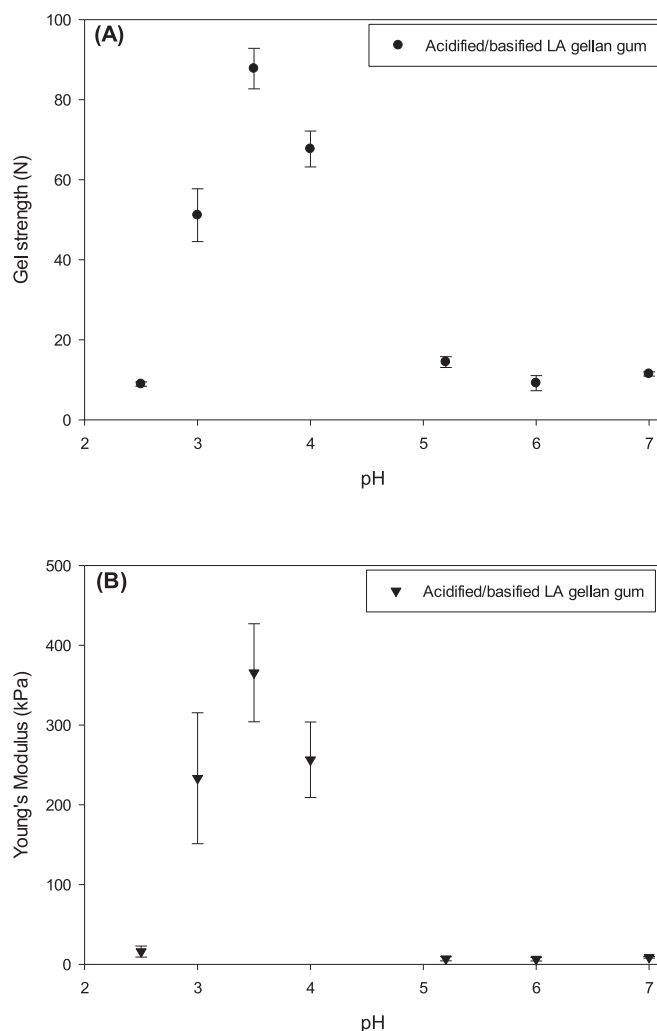 (A)
Acidified/basified LA gellan gum
100
80
60
40
20
0
Gel strength (N)
2 3 4 5 6 7
pH
(B)
Acidified/basified LA gellan gum
500
400
300
200
100
0
Young's Modulus (kPa)
2 3 4 5 6 7
pH